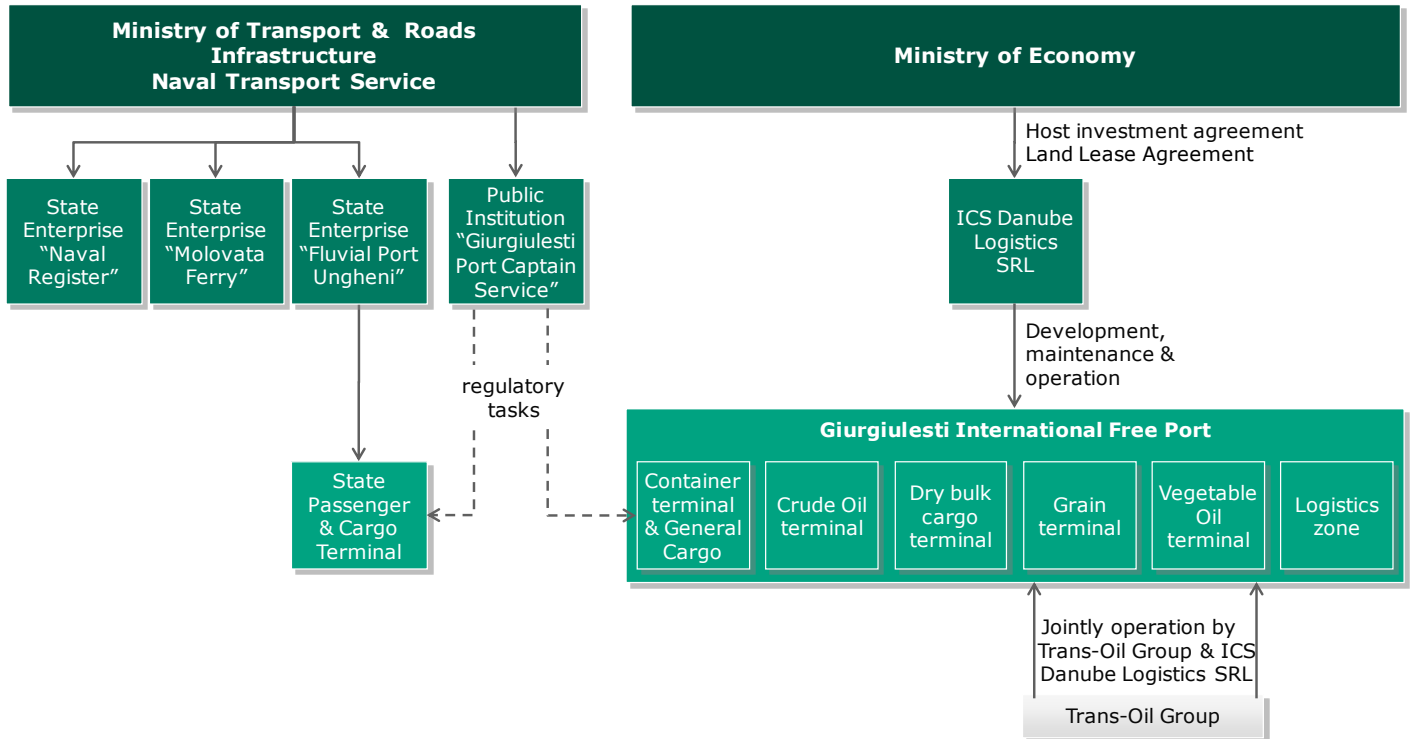 Ministry of Transport & Roads
Infrastructure
Naval Transport Service
Ministry of Economy
Host investment agreement
Land Lease Agreement
State
Enterprise
“Naval
Register”
State
Enterprise
“Molovata
Ferry”
State
Enterprise
“Fluvial Port
Ungheni”
Public
Institution
“Giurgiulesti
Port Captain
Service”
ICS Danube
Logistics
SRL
Development,
maintenance &
operation
regulatory
tasks
Giurgiulesti International Free Port
State
Passenger
& Cargo
Terminal
Container
terminal
& General
Cargo
Crude Oil
terminal
Dry bulk
cargo
terminal
Grain
terminal
Vegetable
Oil
terminal
Logistics
zone
Jointly operation by
Trans-Oil Group & ICS
Danube Logistics SRL
Trans-Oil Group